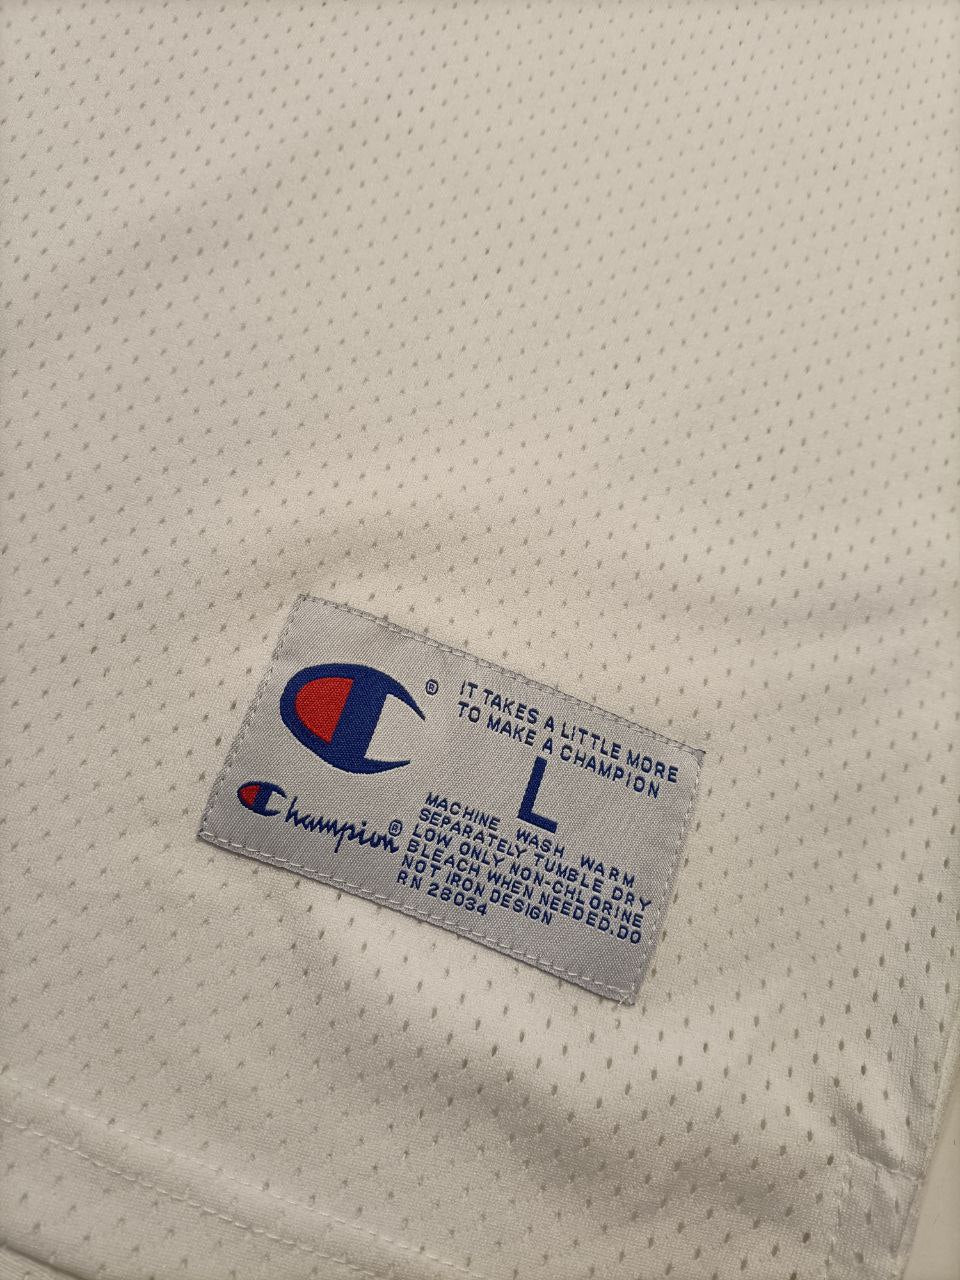 ®
IT TAKES A LITTLE MORE
TO MAKE A CHAMPION
L
Champion®
MACHINE WASH WARM
SEPARATELY TUMBLE DRY
LOW ONLY NON-CHLORINE
BLEACH WHEN NEEDED.DO
NOT IRON DESIGN
RN 28034